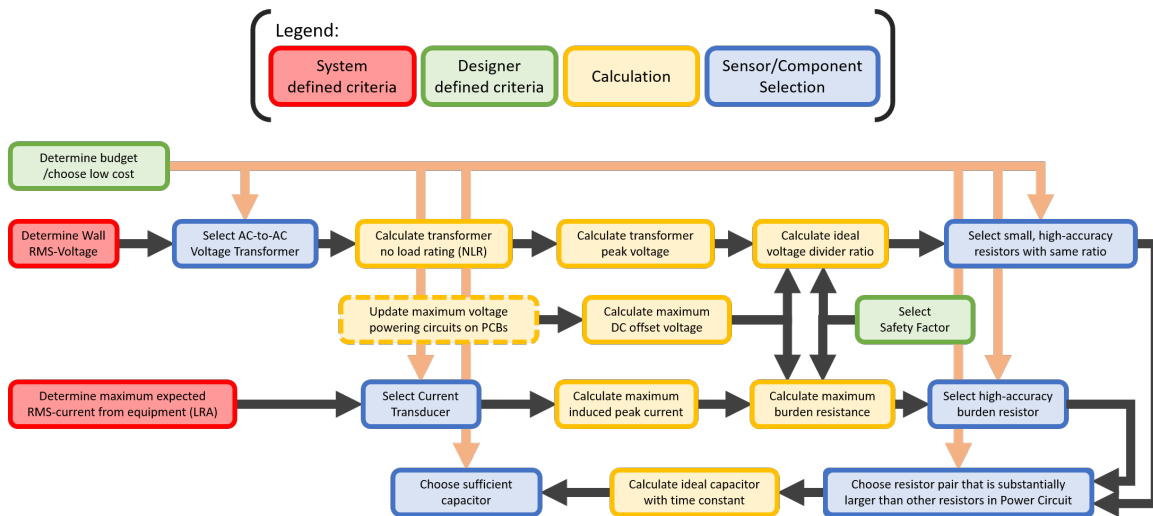 Legend:
System
defined criteria
Designer
defined criteria
Calculation
Sensor/Component
Selection
Determine budget
/choose low cost
Determine Wall
RMS-Voltage
Select AC-to-AC
Voltage Transformer
Calculate transformer
no load rating (NLR)
Calculate transformer
peak voltage
Calculate ideal
voltage divider ratio
Select small, high-accuracy
resistors with same ratio
Update maximum voltage
powering circuits on PCBs
Calculate maximum
DC offset voltage
Select
Safety Factor
Determine maximum expected
RMS-current from equipment (LRA)
Select Current
Transducer
Calculate maximum
induced peak current
Calculate maximum
burden resistance
Select high-accuracy
burden resistor
Choose sufficient
capacitor
Calculate ideal capacitor
with time constant
Choose resistor pair that is substantially
larger than other resistors in Power Circuit